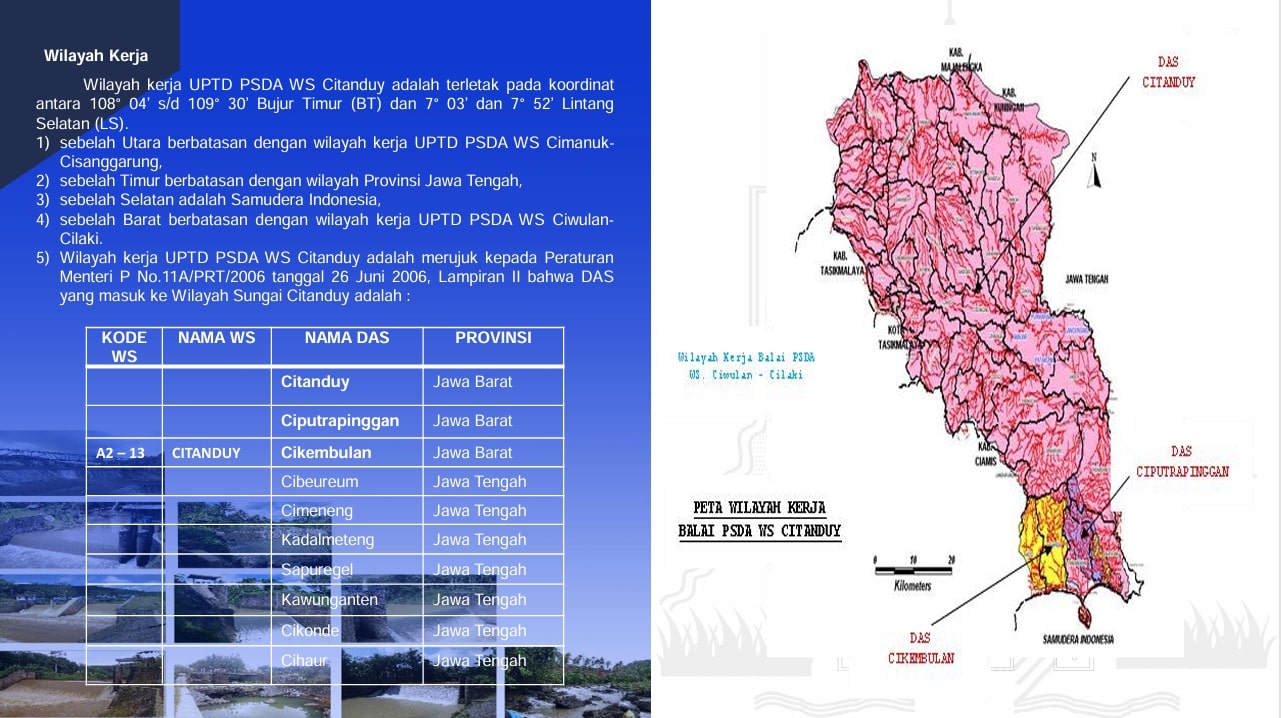 Wilayah Kerja
Wilayah kerja UPTD PSDA WS Citanduy adalah terletak pada koordinat
antara 108° 04' s/d 109° 30' Bujur Timur (BT) dan 7° 03' dan 7° 52' Lintang
Selatan (LS).
1) sebelah Utara berbatasan dengan wilayah kerja UPTD PSDA WS Cimanuk-
Cisanggarung,
2) sebelah Timur berbatasan dengan wilayah Provinsi Jawa Tengah,
3) sebelah Selatan adalah Samudera Indonesia,
4) sebelah Barat berbatasan dengan wilayah kerja UPTD PSDA WS Ciwulan-
Cilaki.
5) Wilayah kerja UPTD PSDA WS Citanduy adalah merujuk kepada Peraturan
Menteri P No.11A/PRT/2006 tanggal 26 Juni 2006, Lampiran II bahwa DAS
yang masuk ke Wilayah Sungai Citanduy adalah :
KODE WS NAMA WS NAMA DAS PROVINSI
Citanduy Jawa Barat
Ciputrapinggan Jawa Barat
A2 – 13 CITANDUY Cikembulan Jawa Barat
Cibeureum Jawa Tengah
Cimeneng Jawa Tengah
Kadalmeteng Jawa Tengah
Sapuregel Jawa Tengah
Kawunganten Jawa Tengah
Cikonde Jawa Tengah
Cihaur Jawa Tengah
KAB.
MAJALENGKA
DAS
CITANDUY
KAB.
KUNINGAN
N
KAB.
TASIKMALAYA
JAWA TENGAH
KOTA
TASIKMALAYA
Wilayah Kerja Balai PSDA
WS. Ciwulan - Cilaki
KAB.
CIAMIS
DAS
CIPUTRAPINGGAN
PETA WILAYAH KERJA
BALAI PSDA WS CITANDUY
0 10 20
Kilometers
DAS
CIKEMBULAN
SAMUDERA INDONESIA